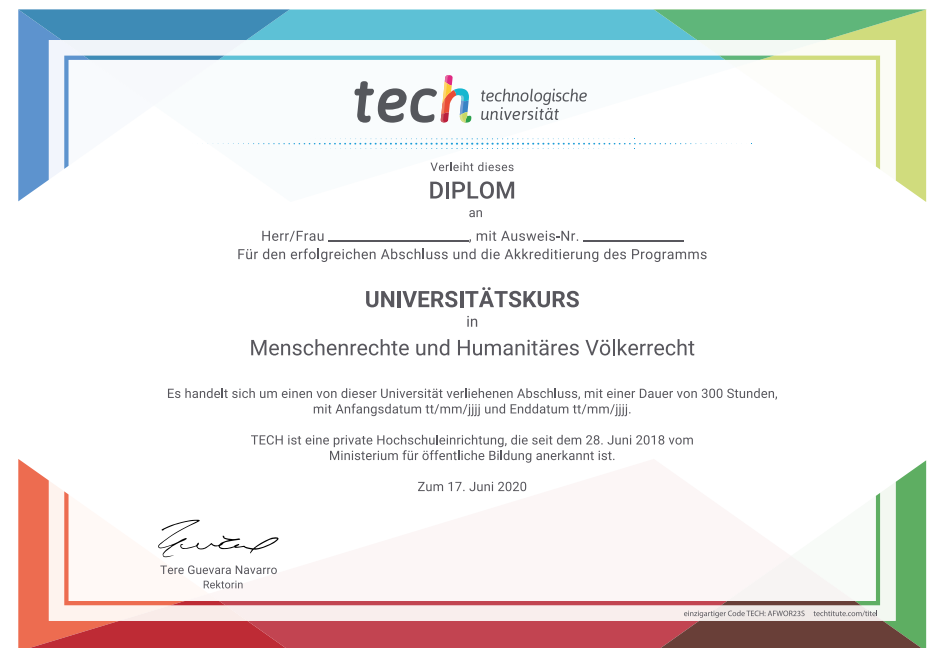 tech technologische
universität
Verleiht dieses
DIPLOM
an
Herr/Frau ____________________, mit Ausweis-Nr. ______________
Für den erfolgreichen Abschluss und die Akkreditierung des Programms
UNIVERSITÄTSKURS
in
Menschenrechte und Humanitäres Völkerrecht
Es handelt sich um einen von dieser Universität verliehenen Abschluss, mit einer Dauer von 300 Stunden,
mit Anfangsdatum tt/mm/jjjj und Enddatum tt/mm/jjjj.
TECH ist eine private Hochschuleinrichtung, die seit dem 28. Juni 2018 vom
Ministerium für öffentliche Bildung anerkannt ist.
Zum 17. Juni 2020
Tere Guevara Navarro
Rektorin
einzigartiger Code TECH: AFWOR23S techtitute.com/titel